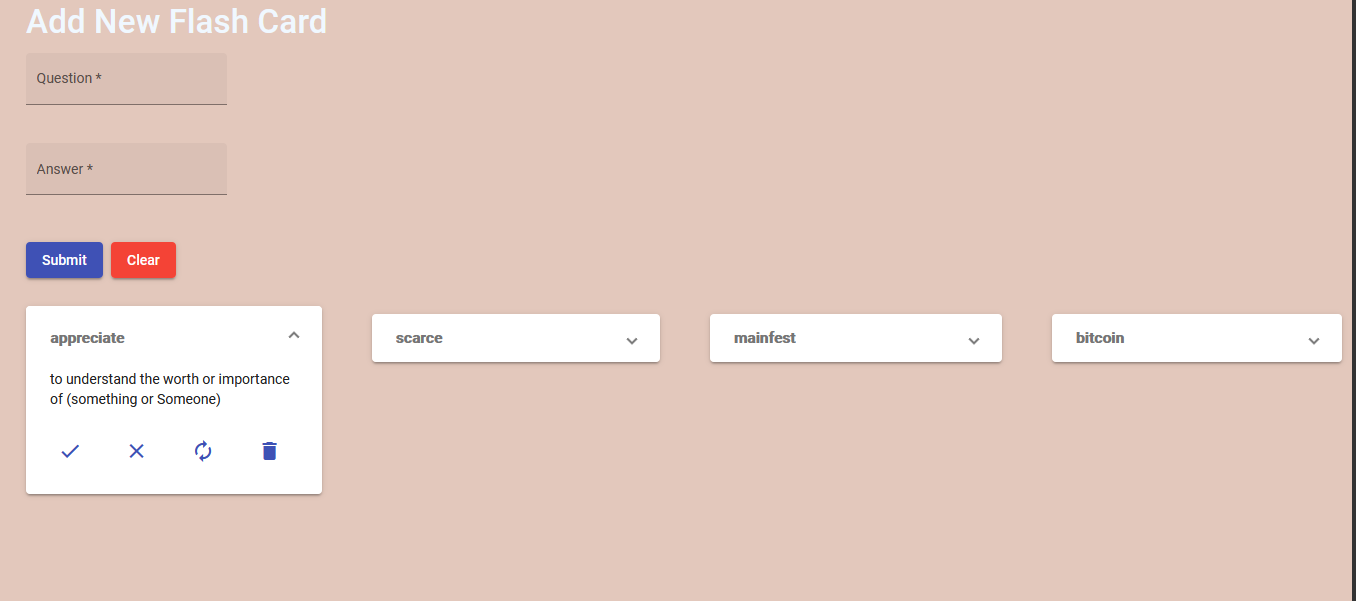 Add New Flash Card
Question *
Answer *
Submit Clear
appreciate
scarce
mainfest
bitcoin
to understand the worth or importance
of (something or Someone)